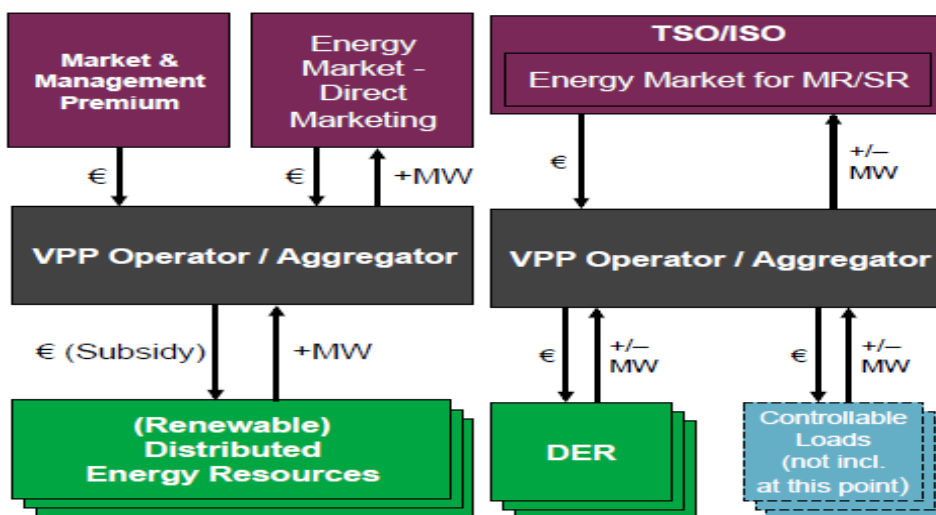 Market &
Management
Premium
Energy
Market -
Direct
Marketing
€
€
+MW
VPP Operator / Aggregator
€ (Subsidy)
+MW
(Renewable)
Distributed
Energy Resources
TSO/ISO
Energy Market for MR/SR
€
+/–
MW
VPP Operator / Aggregator
€
+/–
MW
€
+/–
MW
DER
Controllable
Loads
(not incl.
at this point)